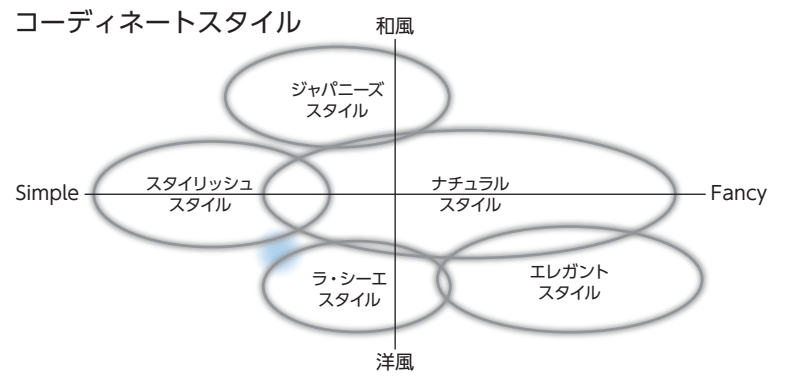 コーディネートスタイル
和風
ジャパニーズ
スタイル
Simple
スタイリッシュ
スタイル
ナチュラル
スタイル
Fancy
ラ・シーエ
スタイル
エレガント
スタイル
洋風